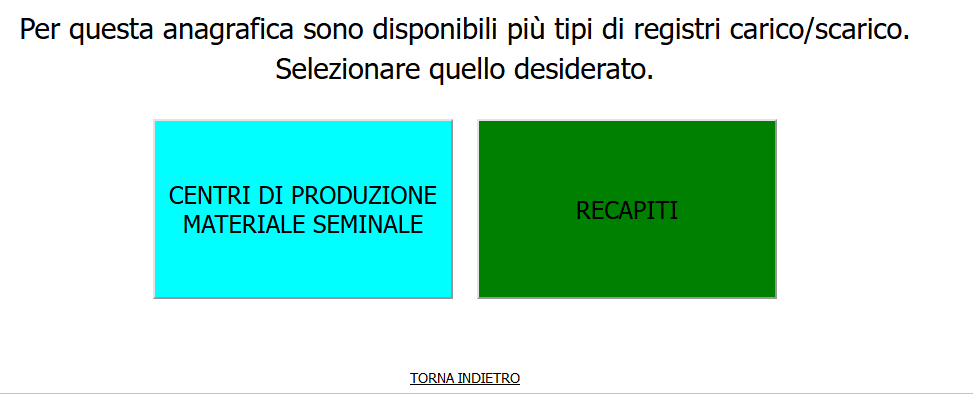 Per questa anagrafica sono disponibili più tipi di registri carico/scarico.
Selezionare quello desiderato.
CENTRI DI PRODUZIONE
MATERIALE SEMINALE
RECAPITI
TORNA INDIETRO